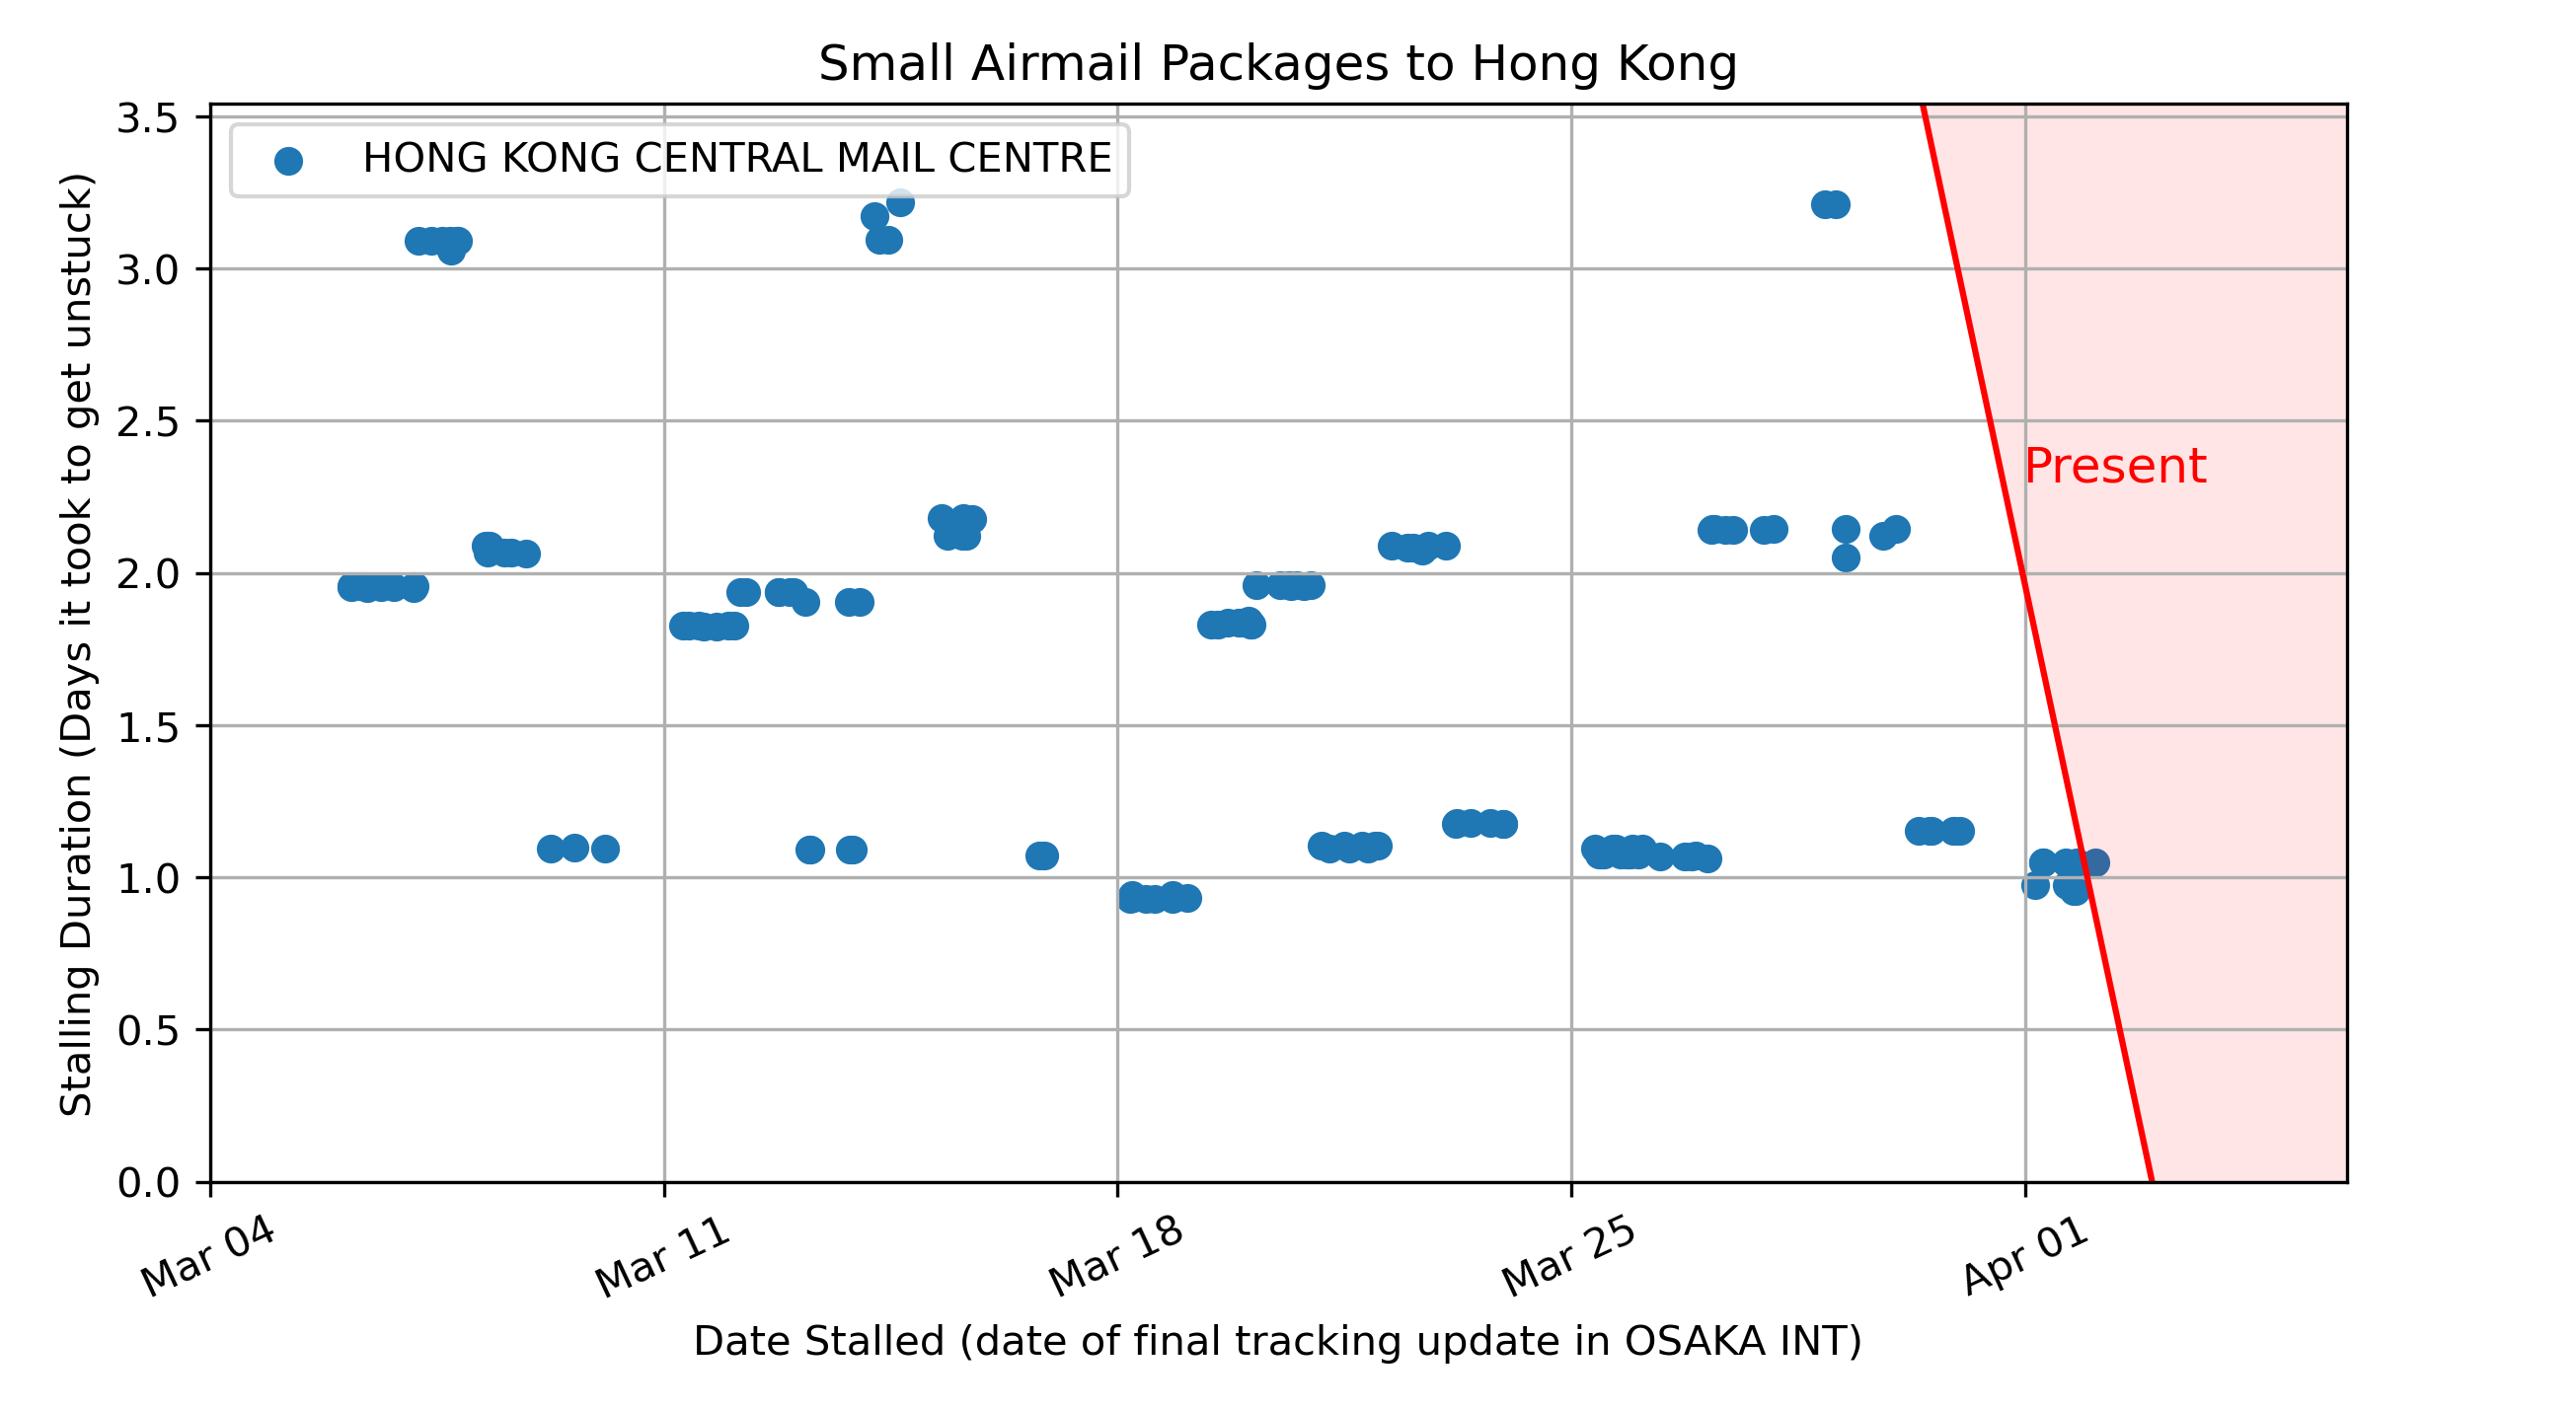 Small Airmail Packages to Hong Kong
HONG KONG CENTRAL MAIL CENTRE
Stalling Duration (Days it took to get unstuck)
3.5
3.0
2.5
2.0
1.5
1.0
0.5
0.0
Present
Mar 04
Mar 11
Mar 18
Mar 25
Apr 01
Date Stalled (date of final tracking update in OSAKA INT)